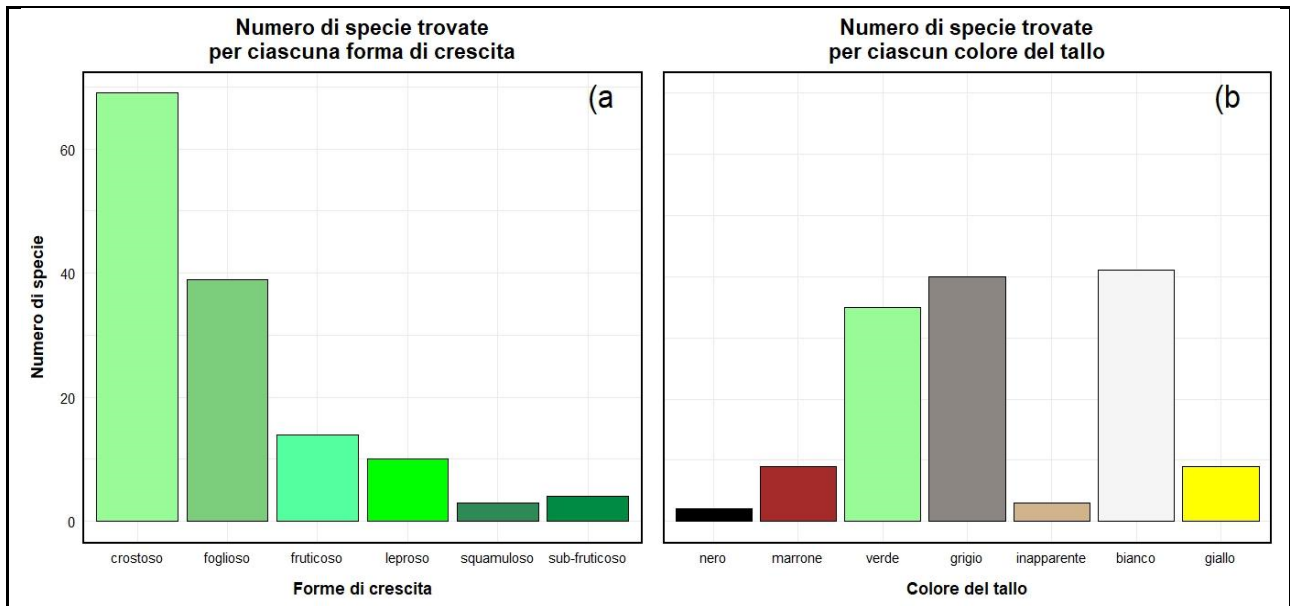 Numero di specie trovate
per ciascuna forma di crescita
(a
Numero di specie
60
40
20
0
crostoso foglioso fruticoso leproso squamuloso sub-fruticoso
Forme di crescita
Numero di specie trovate
per ciascun colore del tallo
(b
nero marrone verde grigio inapparente bianco giallo
Colore del tallo